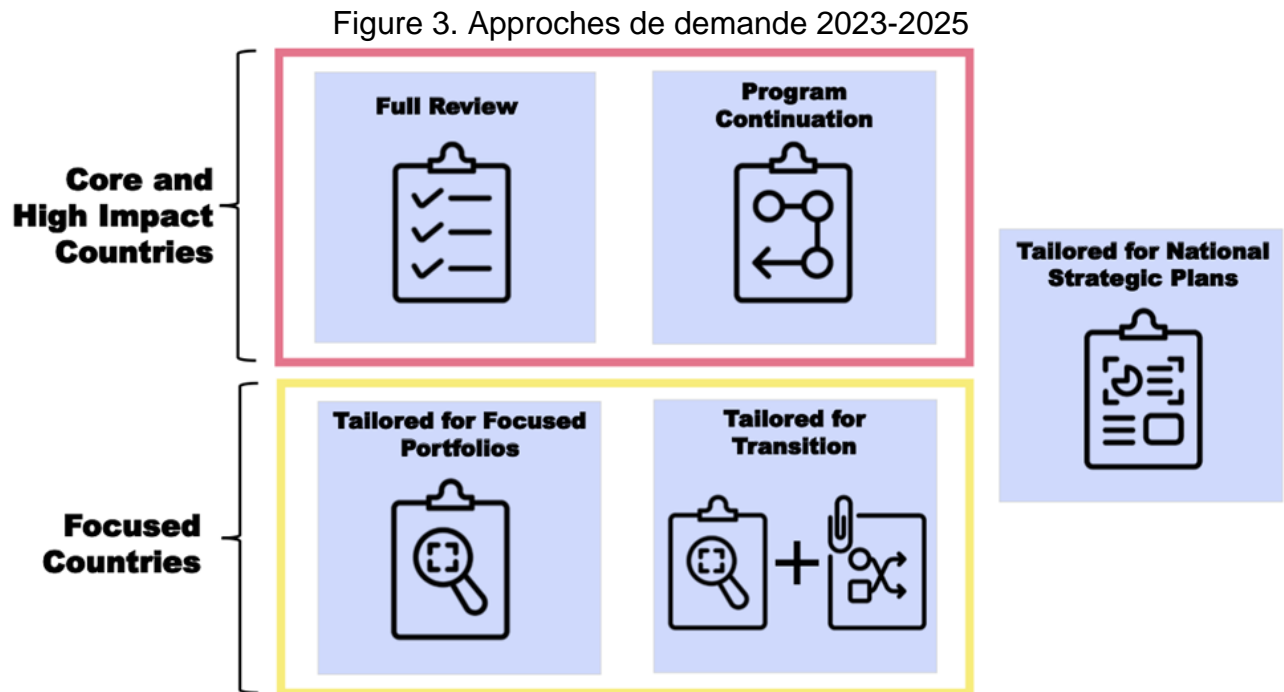 Figure 3. Approches de demande 2023-2025
Core and
High Impact
Countries
Full Review
Program
Continuation
Tailored for National
Strategic Plans
Focused
Countries
Tailored for Focused
Portfolios
Tailored for
Transition